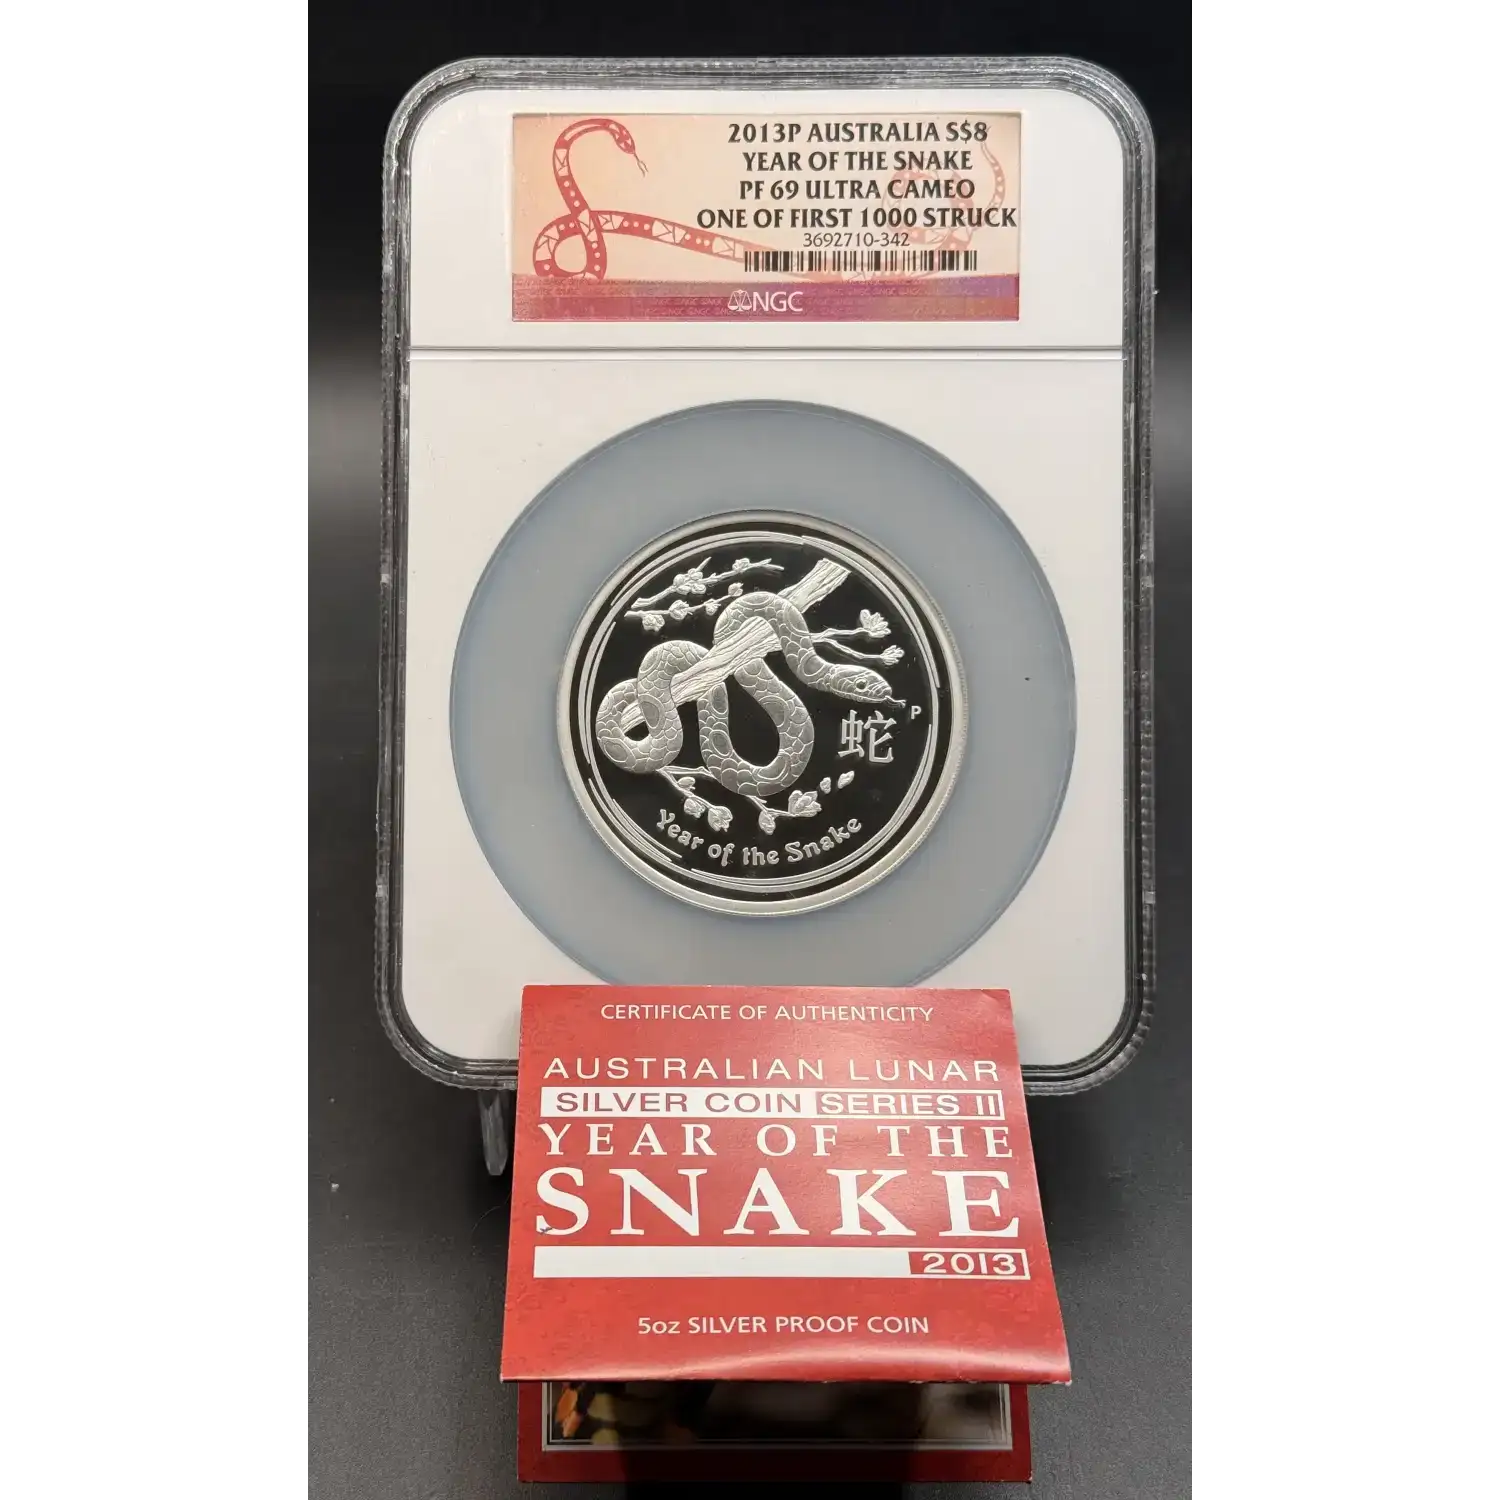 2013P AUSTRALIA S$8
YEAR OF THE SNAKE
PF 69 ULTRA CAMEO
ONE OF FIRST 1000 STRUCK
3692710-342
NGC
P
蛇
Year of the Snake
CERTIFICATE OF AUTHENTICITY
AUSTRALIAN LUNAR
SILVER COIN SERIES II
YEAR OF THE
SNAKE
2013
5oz SILVER PROOF COIN